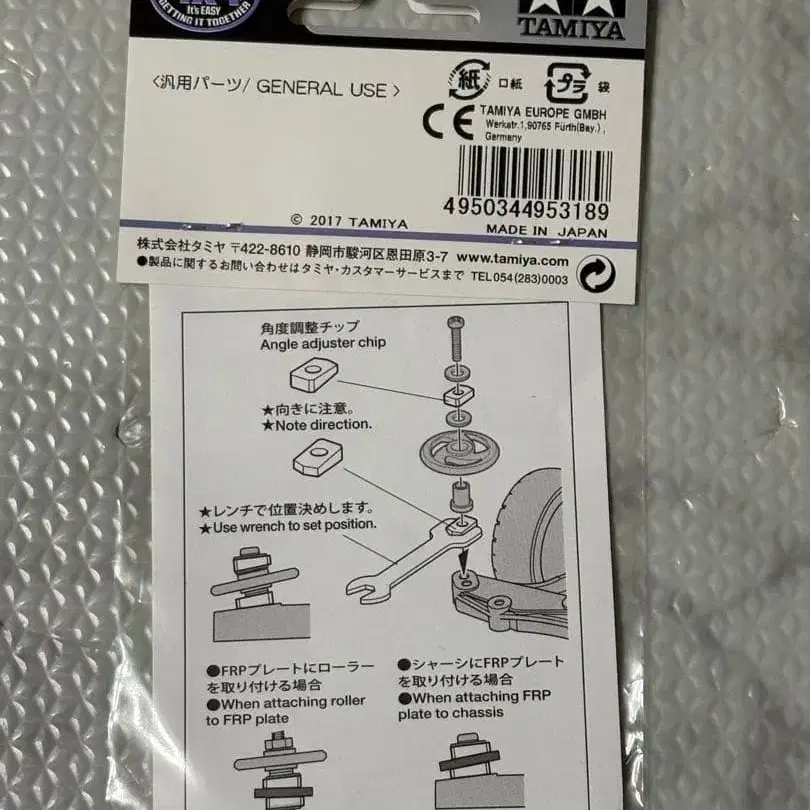 It's EASY
GETTING IT TOGETHER
TAMIYA
〈汎用パーツ/ GENERAL USE 〉
紙 口紙 プラ 袋
CE
TAMIYA EUROPE GMBH
Werkstr.1,90765 Fürth(Bay.),
Germany
4950344953189
© 2017 TAMIYA
MADE IN JAPAN
株式会社タミヤ 〒422-8610 静岡市駿河区恩田原3-7 www.tamiya.com
●製品に関するお問い合わせはタミヤ・カスタマーサービスまで TEL054(283)0003
角度調整チップ
Angle adjuster chip
★向きに注意。
★Note direction.
★レンチで位置決めします。
★Use wrench to set position.
●FRPプレートにローラー
を取り付ける場合
●When attaching roller
to FRP plate
●シャーシにFRPプレート
を取り付ける場合
●When attaching FRP
plate to chassis